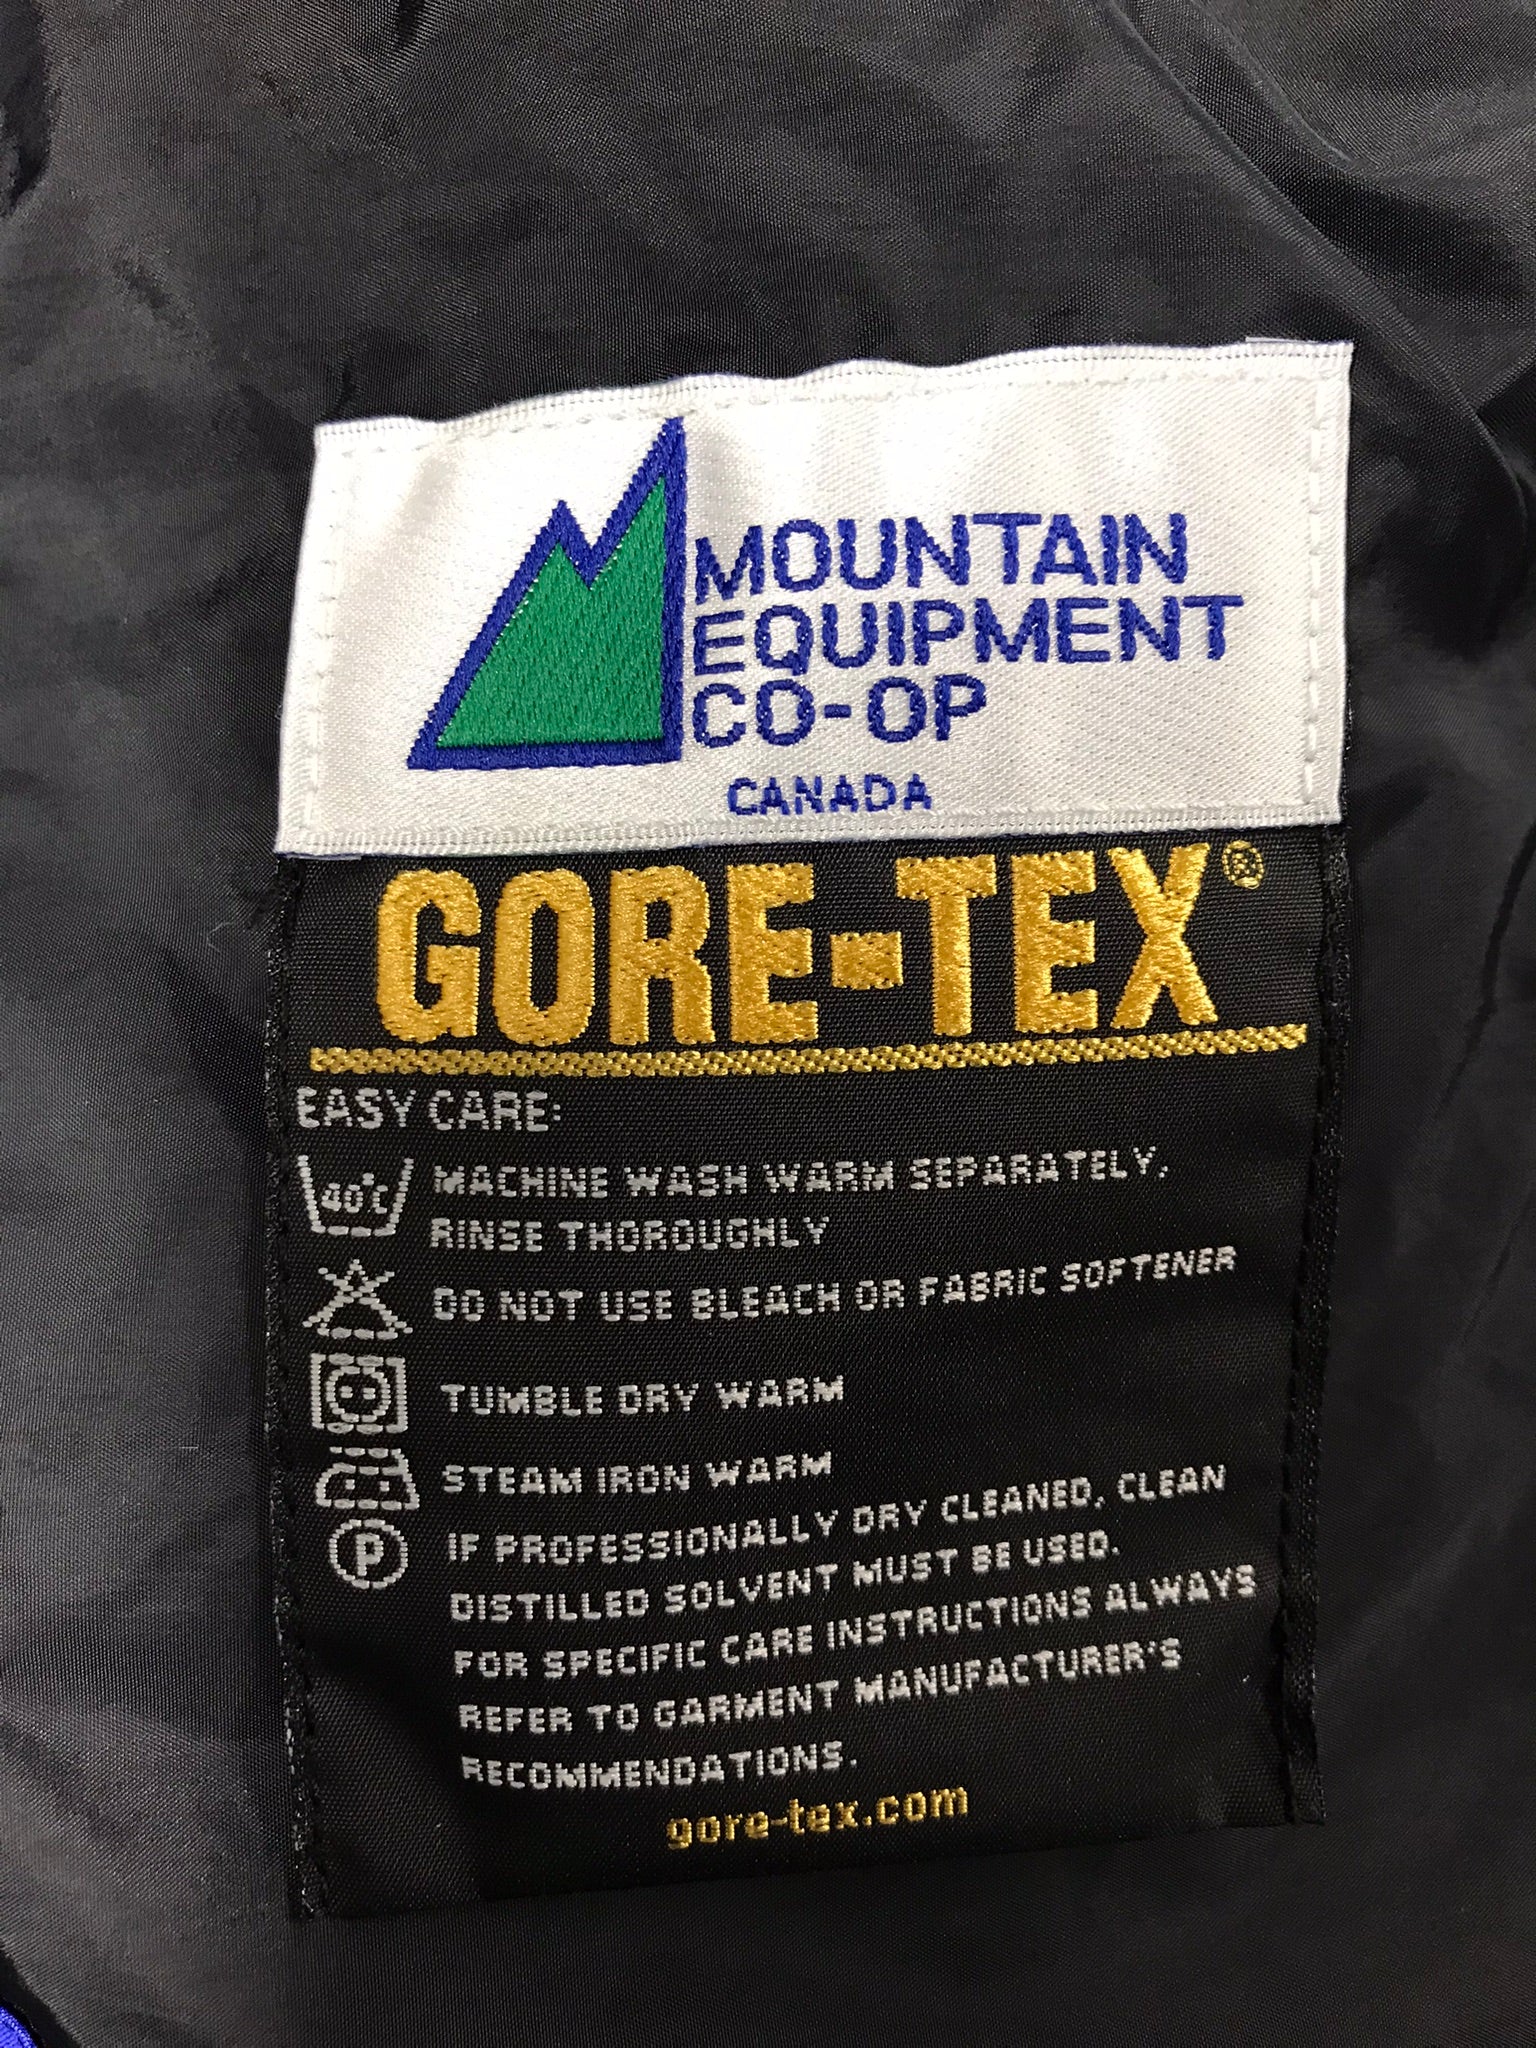 MOUNTAIN
EQUIPMENT
CO-OP
CANADA
GORE-TEX®
EASY CARE:
40°C MACHINE WASH WARM SEPARATELY,
RINSE THOROUGHLY
DO NOT USE BLEACH OR FABRIC SOFTENER
TUMBLE DRY WARM
STEAM IRON WARM
P IF PROFESSIONALLY DRY CLEANED, CLEAN
DISTILLED SOLVENT MUST BE USED.
FOR SPECIFIC CARE INSTRUCTIONS ALWAYS
REFER TO GARMENT MANUFACTURER'S
RECOMMENDATIONS.
gore-tex.com